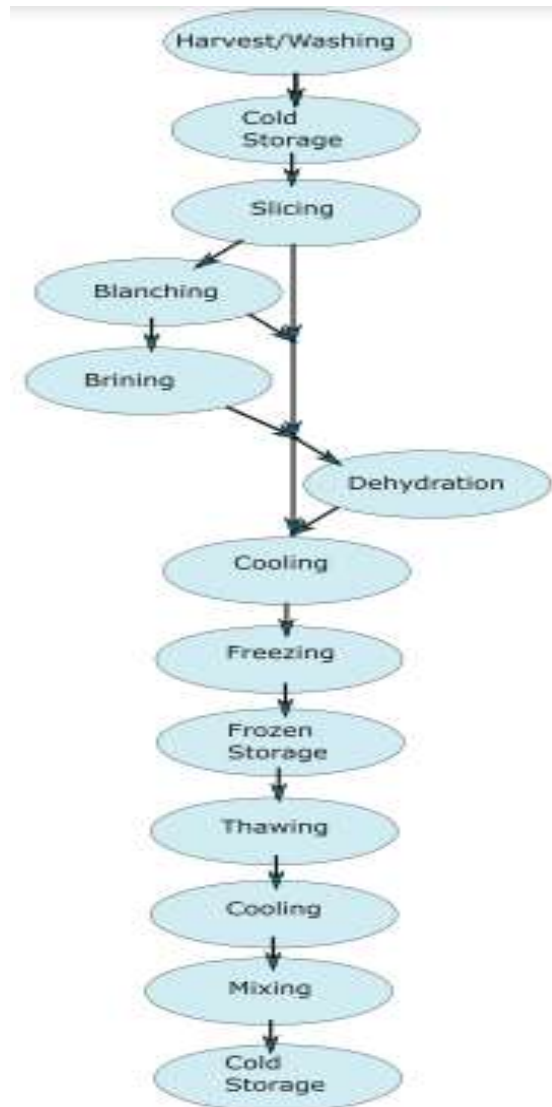 Harvest/Washing
Cold
Storage
Slicing
Blanching
Brining
Dehydration
Cooling
Freezing
Frozen
Storage
Thawing
Cooling
Mixing
Cold
Storage